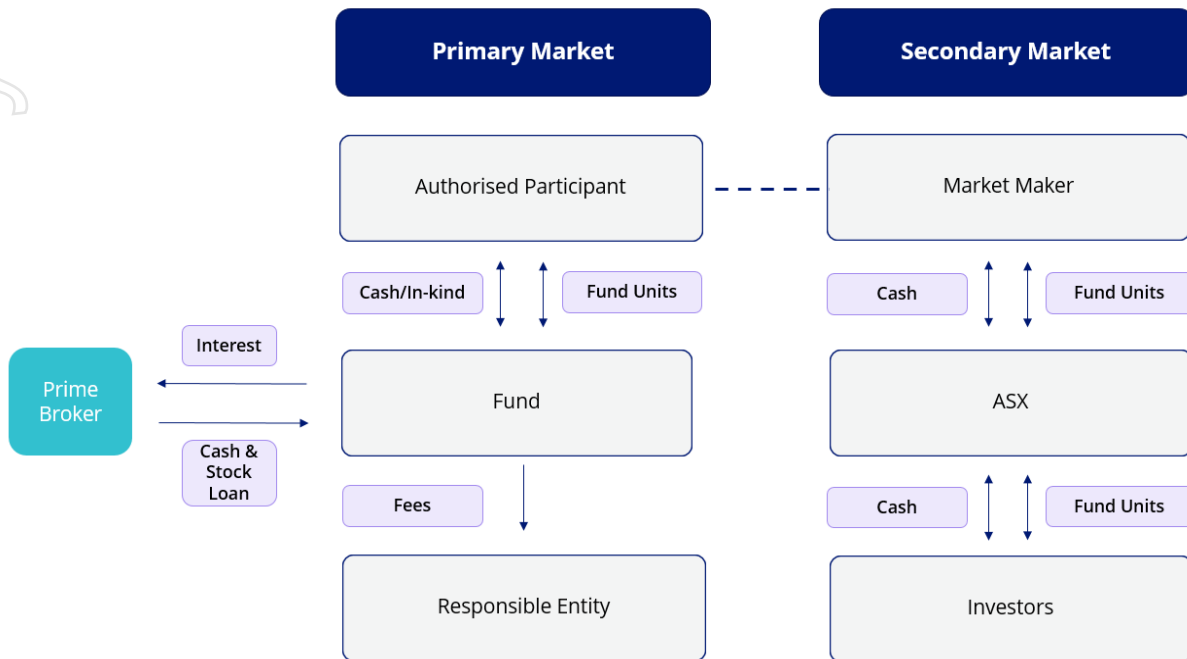 Primary Market
Secondary Market
Authorised Participant
Market Maker
Cash/In-kind
Fund Units
Cash
Fund Units
Interest
Prime
Broker
Fund
ASX
Cash &
Stock
Loan
Fees
Cash
Fund Units
Responsible Entity
Investors